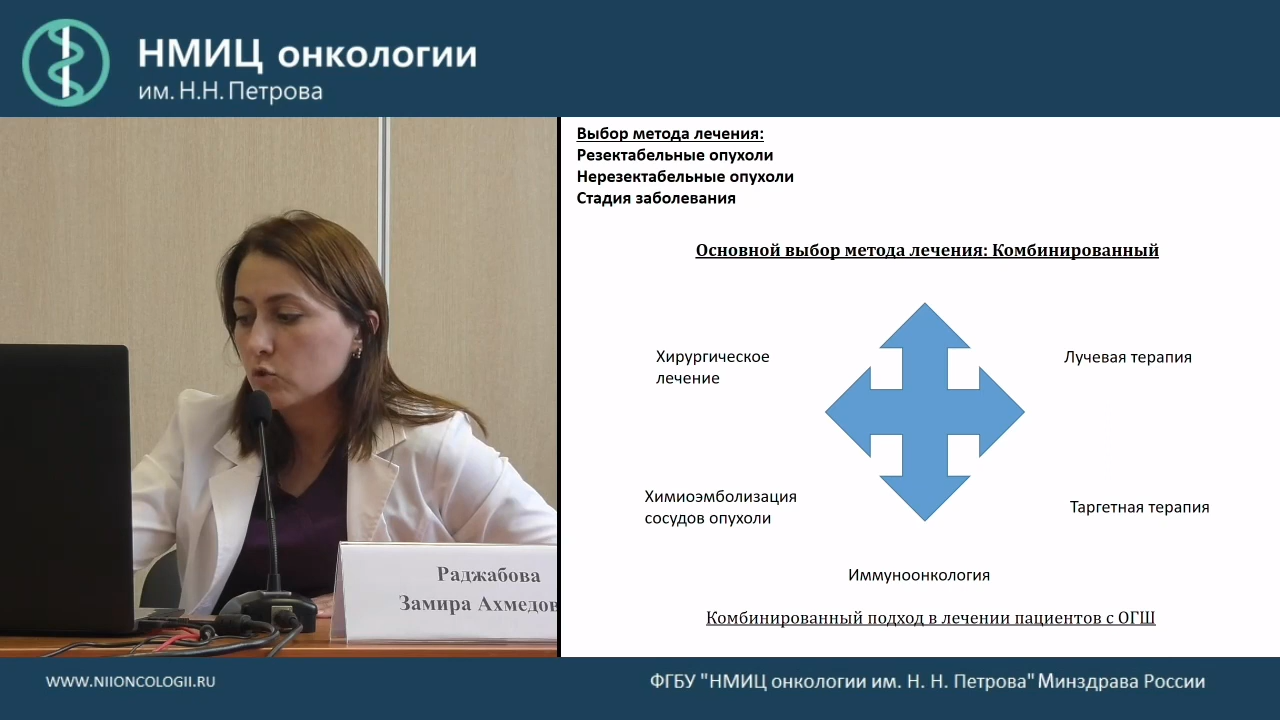 НМИЦ онкологии
им. Н.Н. Петрова
Выбор метода лечения:
Резектабельные опухоли
Нерезектабельные опухоли
Стадия заболевания
Основной выбор метода лечения: Комбинированный
Хирургическое
лечение
Лучевая терапия
Химиоэмболизация
сосудов опухоли
Таргетная терапия
Иммуноонкология
Комбинированный подход в лечении пациентов с ОГШ
Раджабова
Замира Ахмедов
WWW.NIIONCOLOGII.RU
ФГБУ "НМИЦ онкологии им. Н. Н. Петрова" Минздрава России